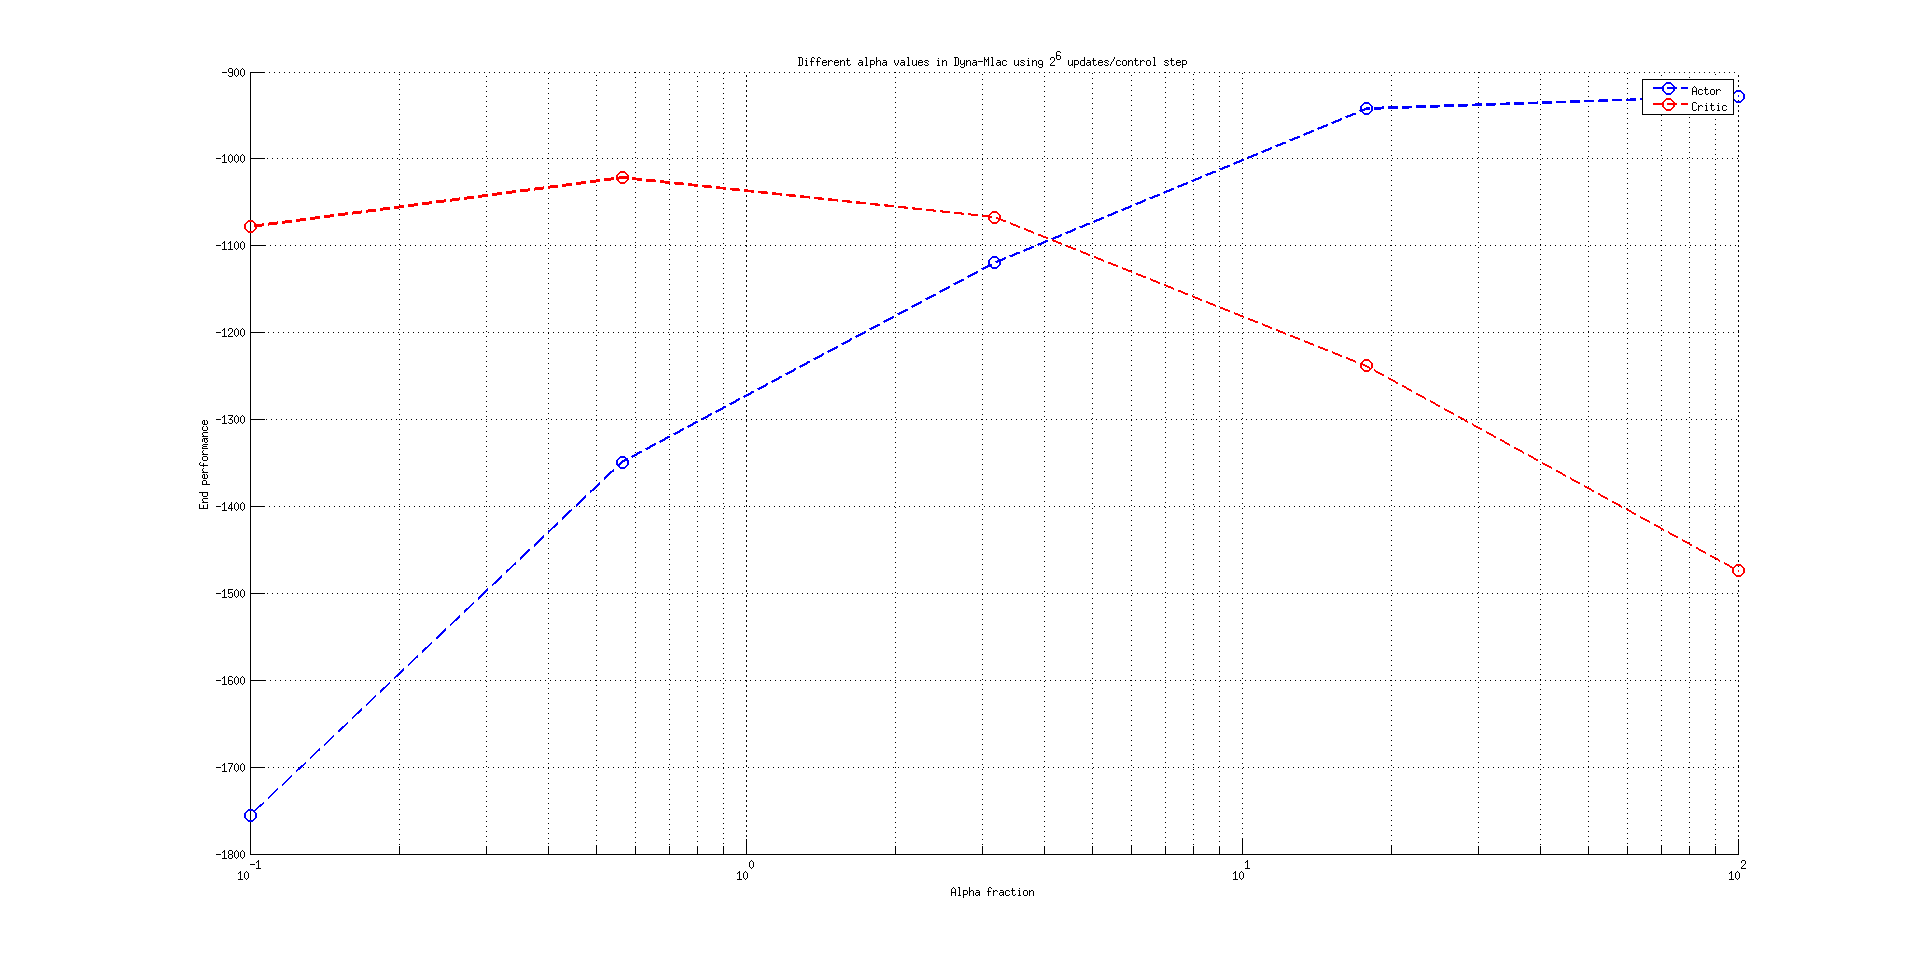 Different alpha values in Dyna-Mlac using 2^6 updates/control step
-900
-1000
-1100
-1200
-1300
-1400
-1500
-1600
-1700
-1800
End performance
Actor
Critic
10^-1
10^0
10^1
10^2
Alpha fraction